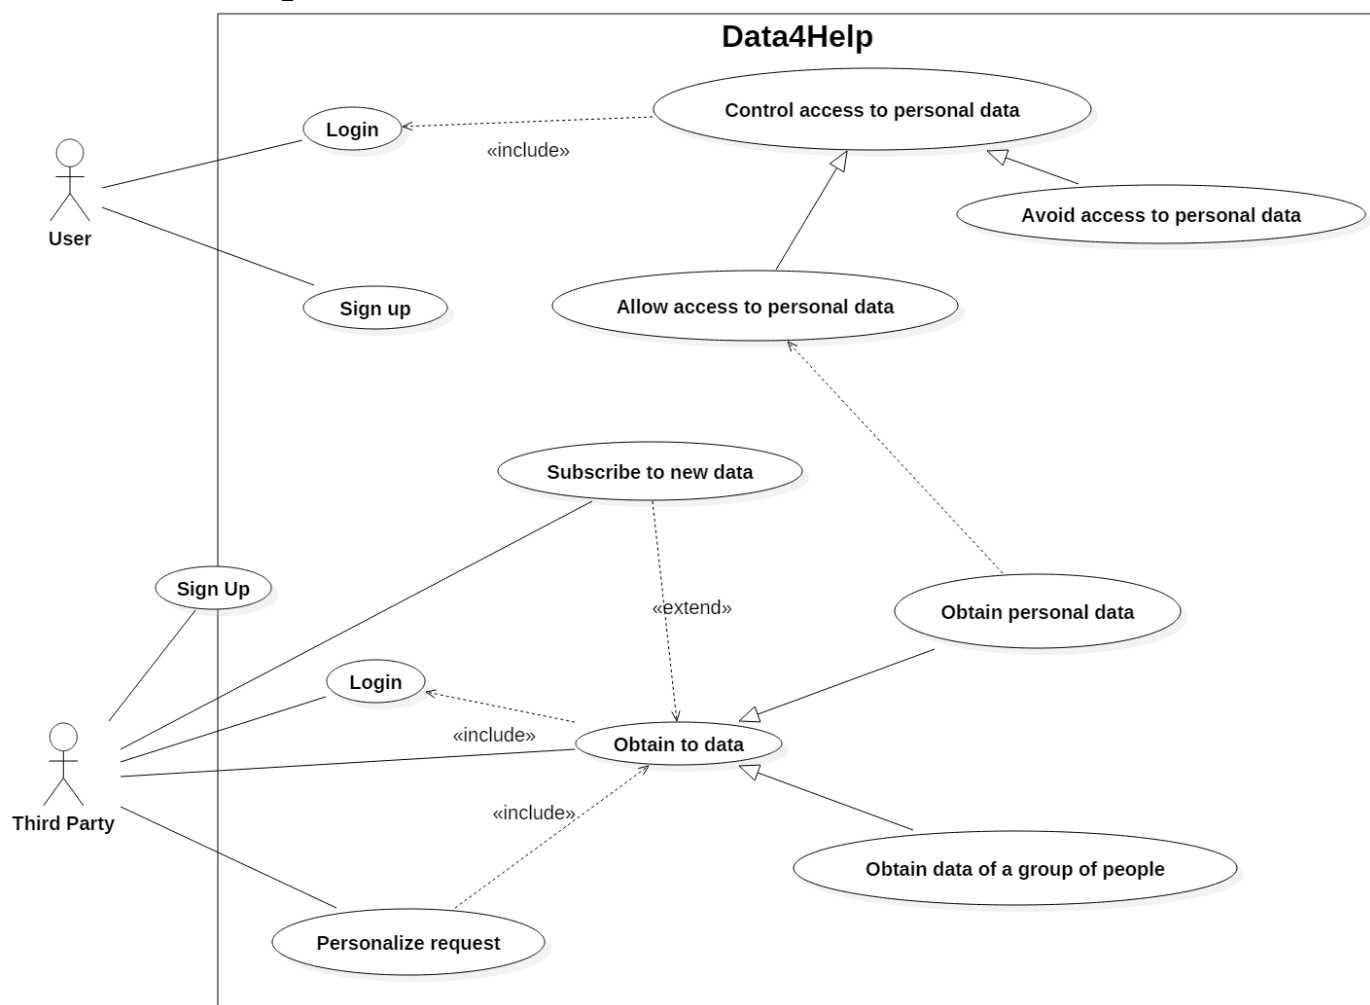 Data4Help
Control access to personal data
Login
«include»
Avoid access to personal data
User
Sign up
Allow access to personal data
Subscribe to new data
Sign Up
«extend»
Obtain personal data
Login
«include»
Obtain to data
Third Party
«include»
Obtain data of a group of people
Personalize request